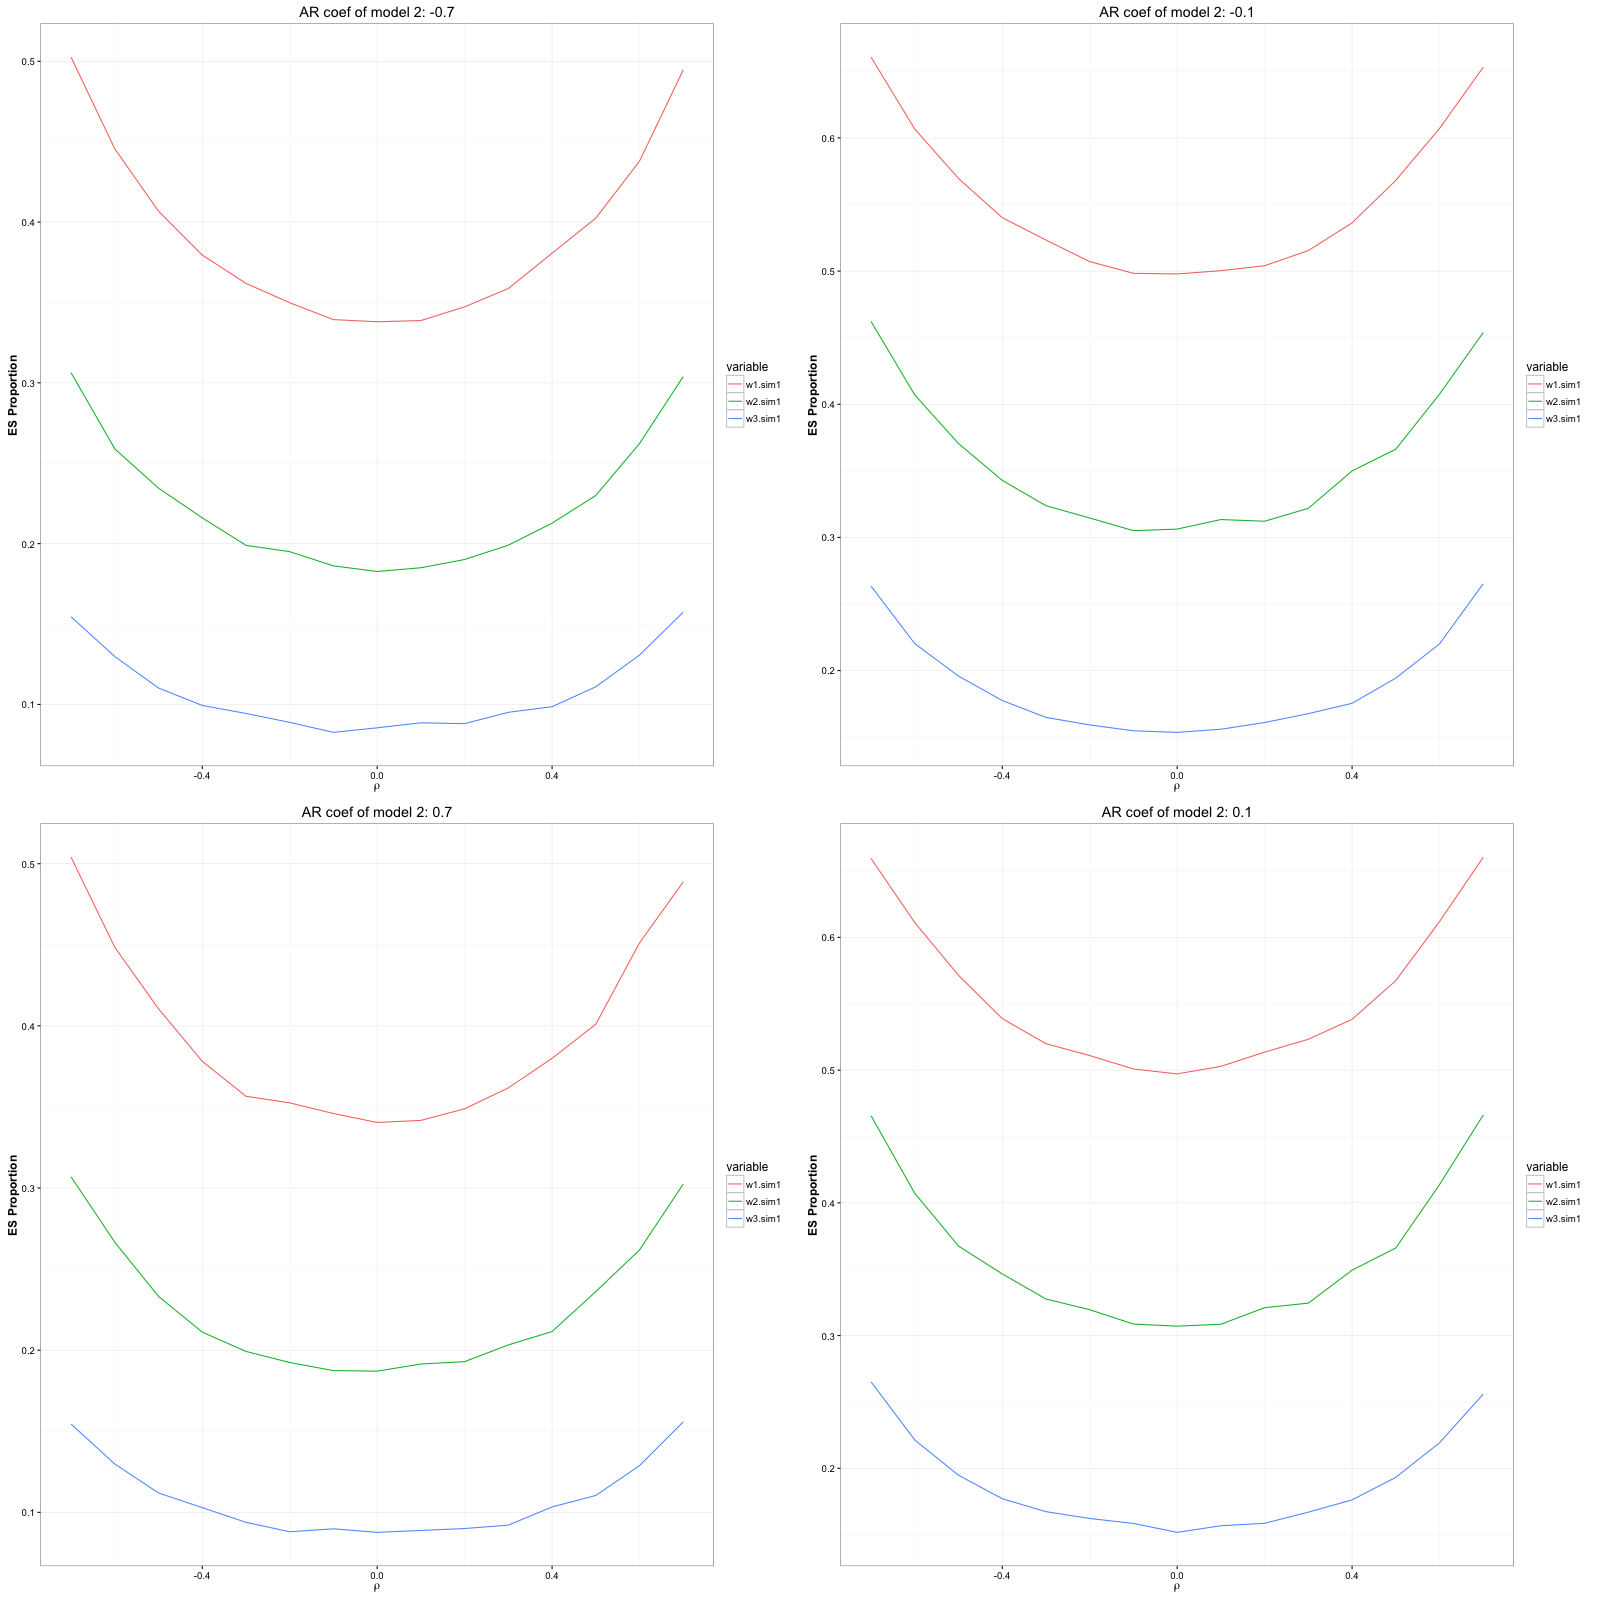 AR coef of model 2: -0.7
0.5
0.4
0.3
0.2
0.1
ES Proportion
-0.4 0.0 0.4
ρ
variable
w1.sim1
w2.sim1
w3.sim1
AR coef of model 2: -0.1
0.6
0.5
0.4
0.3
0.2
ES Proportion
-0.4 0.0 0.4
ρ
variable
w1.sim1
w2.sim1
w3.sim1
AR coef of model 2: 0.7
0.5
0.4
0.3
0.2
0.1
ES Proportion
-0.4 0.0 0.4
ρ
variable
w1.sim1
w2.sim1
w3.sim1
AR coef of model 2: 0.1
0.6
0.5
0.4
0.3
0.2
ES Proportion
-0.4 0.0 0.4
ρ
variable
w1.sim1
w2.sim1
w3.sim1